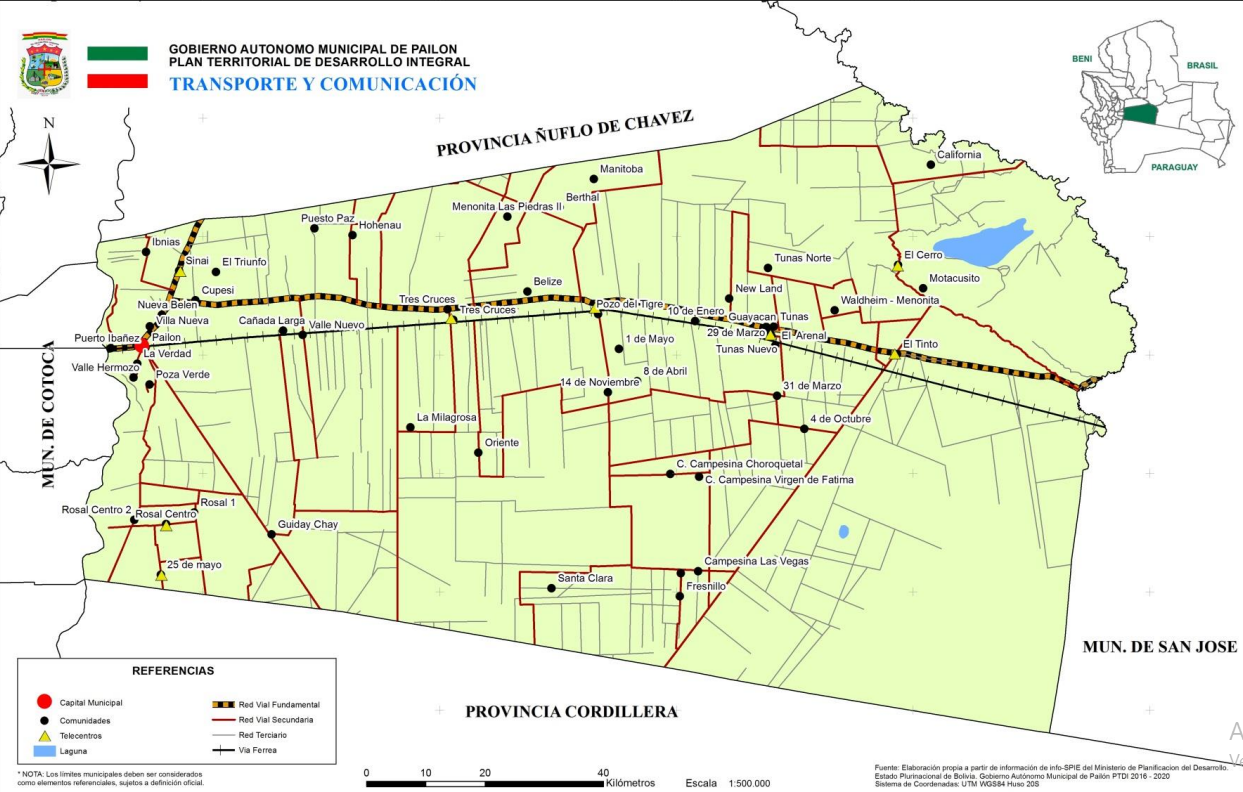 GOBIERNO AUTONOMO MUNICIPAL DE PAILON
PLAN TERRITORIAL DE DESARROLLO INTEGRAL
TRANSPORTE Y COMUNICACIÓN
BENI
BRASIL
PARAGUAY
N
PROVINCIA ÑUFLO DE CHAVEZ
California
Manitoba
Berthal
Menonita Las Piedras II
Puesto Paz
Hohenau
Ibnias
Sinai
El Triunfo
Tunas Norte
El Cerro
Motacusito
Belize
New Land
Waldheim - Menonita
Cupesi
Nueva Belen
Tres Cruces
Tres Cruces
Pozo del Tigre
10 de Enero
Guayacan
Tunas
Villa Nueva
Cañada Larga
Valle Nuevo
29 de Marzo
El Arenal
Puerto Ibañez
Pailon
1 de Mayo
Tunas Nuevo
El Tinto
La Verdad
Valle Hermozo
Poza Verde
8 de Abril
14 de Noviembre
31 de Marzo
La Milagrosa
4 de Octubre
Oriente
C. Campesina Choroquetal
C. Campesina Virgen de Fatima
MUN. DE COTOCA
Rosal Centro 2
Rosal Centro
Rosal 1
Guiday Chay
25 de mayo
Campesina Las Vegas
Santa Clara
Fresnillo
MUN. DE SAN JOSE
PROVINCIA CORDILLERA
REFERENCIAS
Capital Municipal
Comunidades
Telecentros
Laguna
Red Vial Fundamental
Red Vial Secundaria
Red Terciario
Via Ferrea
* NOTA: Los límites municipales deben ser considerados
como elementos referenciales, sujetos a definición oficial.
0 10 20 40
Kilómetros
Escala 1:500.000
Fuente: Elaboración propia a partir de información de info-SPIE del Ministerio de Planificacion del Desarrollo.
Estado Plurinacional de Bolivia. Gobierno Autónomo Municipal de Pailón PTDI 2016 - 2020
Sistema de Coordenadas: UTM WGS84 Huso 20S